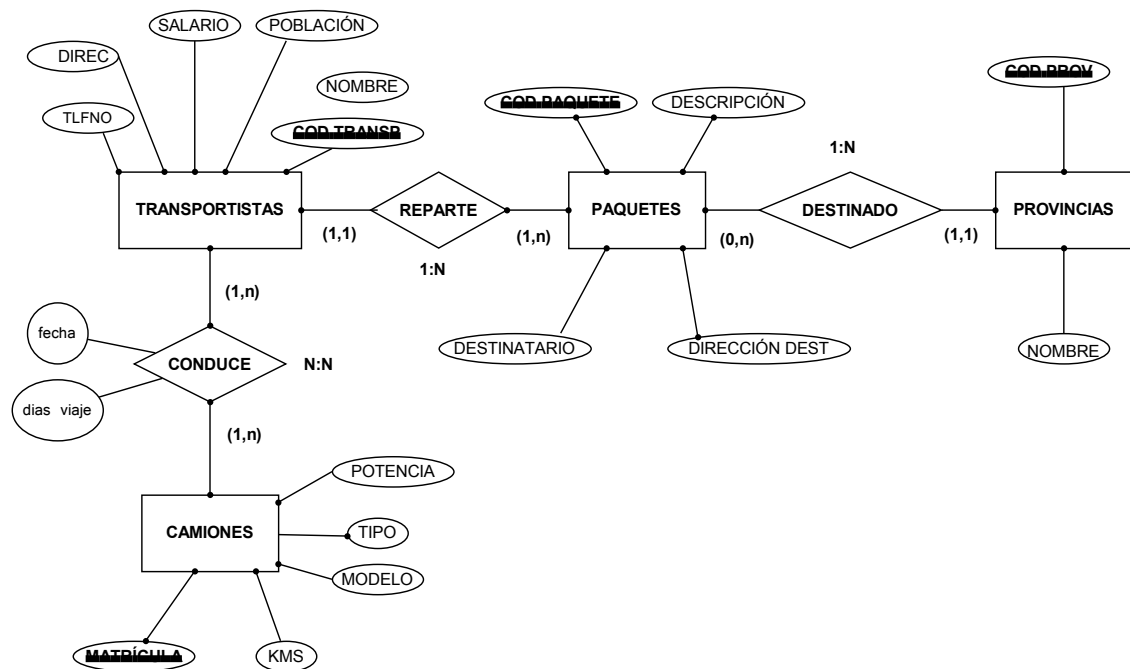 SALARIO
POBLACIÓN
DIREC
NOMBRE
TLFNO
COD.TRANSP
COD.PAQUETE
DESCRIPCIÓN
COD.PROV
1:N
TRANSPORTISTAS
REPARTE
PAQUETES
DESTINADO
PROVINCIAS
(1,1)
(1,n)
(0,n)
(1,1)
1:N
(1,n)
fecha
DESTINATARIO
DIRECCIÓN DEST
NOMBRE
CONDUCE
N:N
dias viaje
(1,n)
POTENCIA
CAMIONES
TIPO
MODELO
MATRÍCULA
KMS